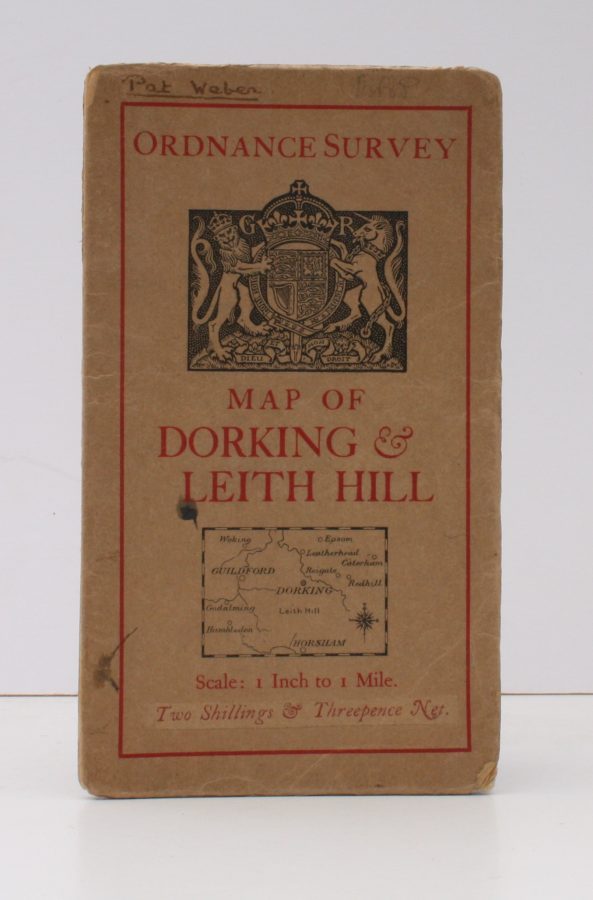 Pat Weber
ORDNANCE SURVEY
G R
DIEU ET MON DROIT
MAP OF
DORKING &
LEITH HILL
Woking
Epsom
Leatherhead
Caterham
GUILDFORD
Reigate
Redhill
DORKING
Godalming
Leith Hill
Hambledon
HORSHAM
Scale: 1 Inch to 1 Mile.
Two Shillings & Threepence Net.